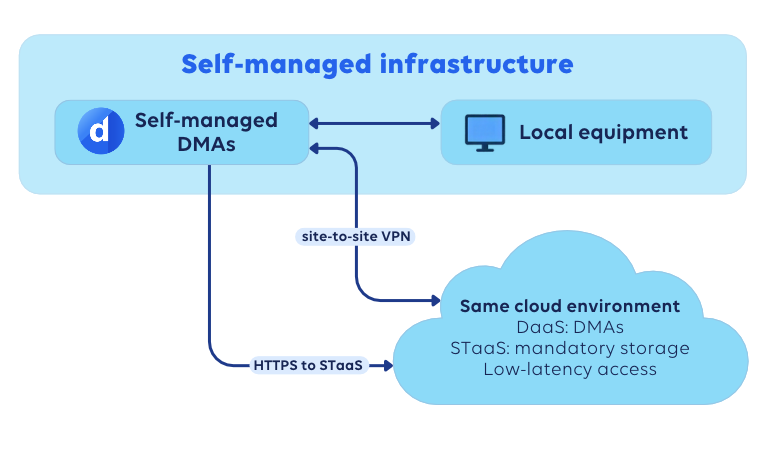 Self-managed infrastructure
d
Self-managed
DMAs
Local equipment
site-to-site VPN
Same cloud environment
DaaS: DMAs
STaaS: mandatory storage
Low-latency access
HTTPS to STaaS